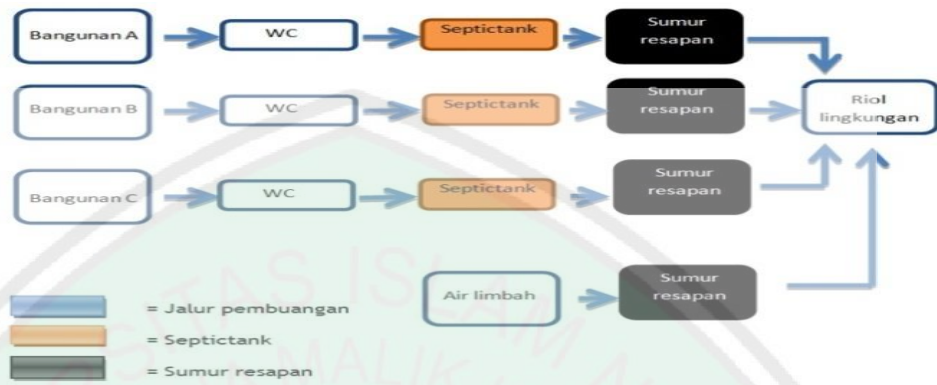 Bangunan A
WC
Septictank
Sumur
resapan
Bangunan B
WC
Septictank
Sumur
resapan
Riol
lingkungan
Bangunan C
WC
Septictank
Sumur
resapan
Air limbah
Sumur
resapan
= Jalur pembuangan
= Septictank
= Sumur resapan